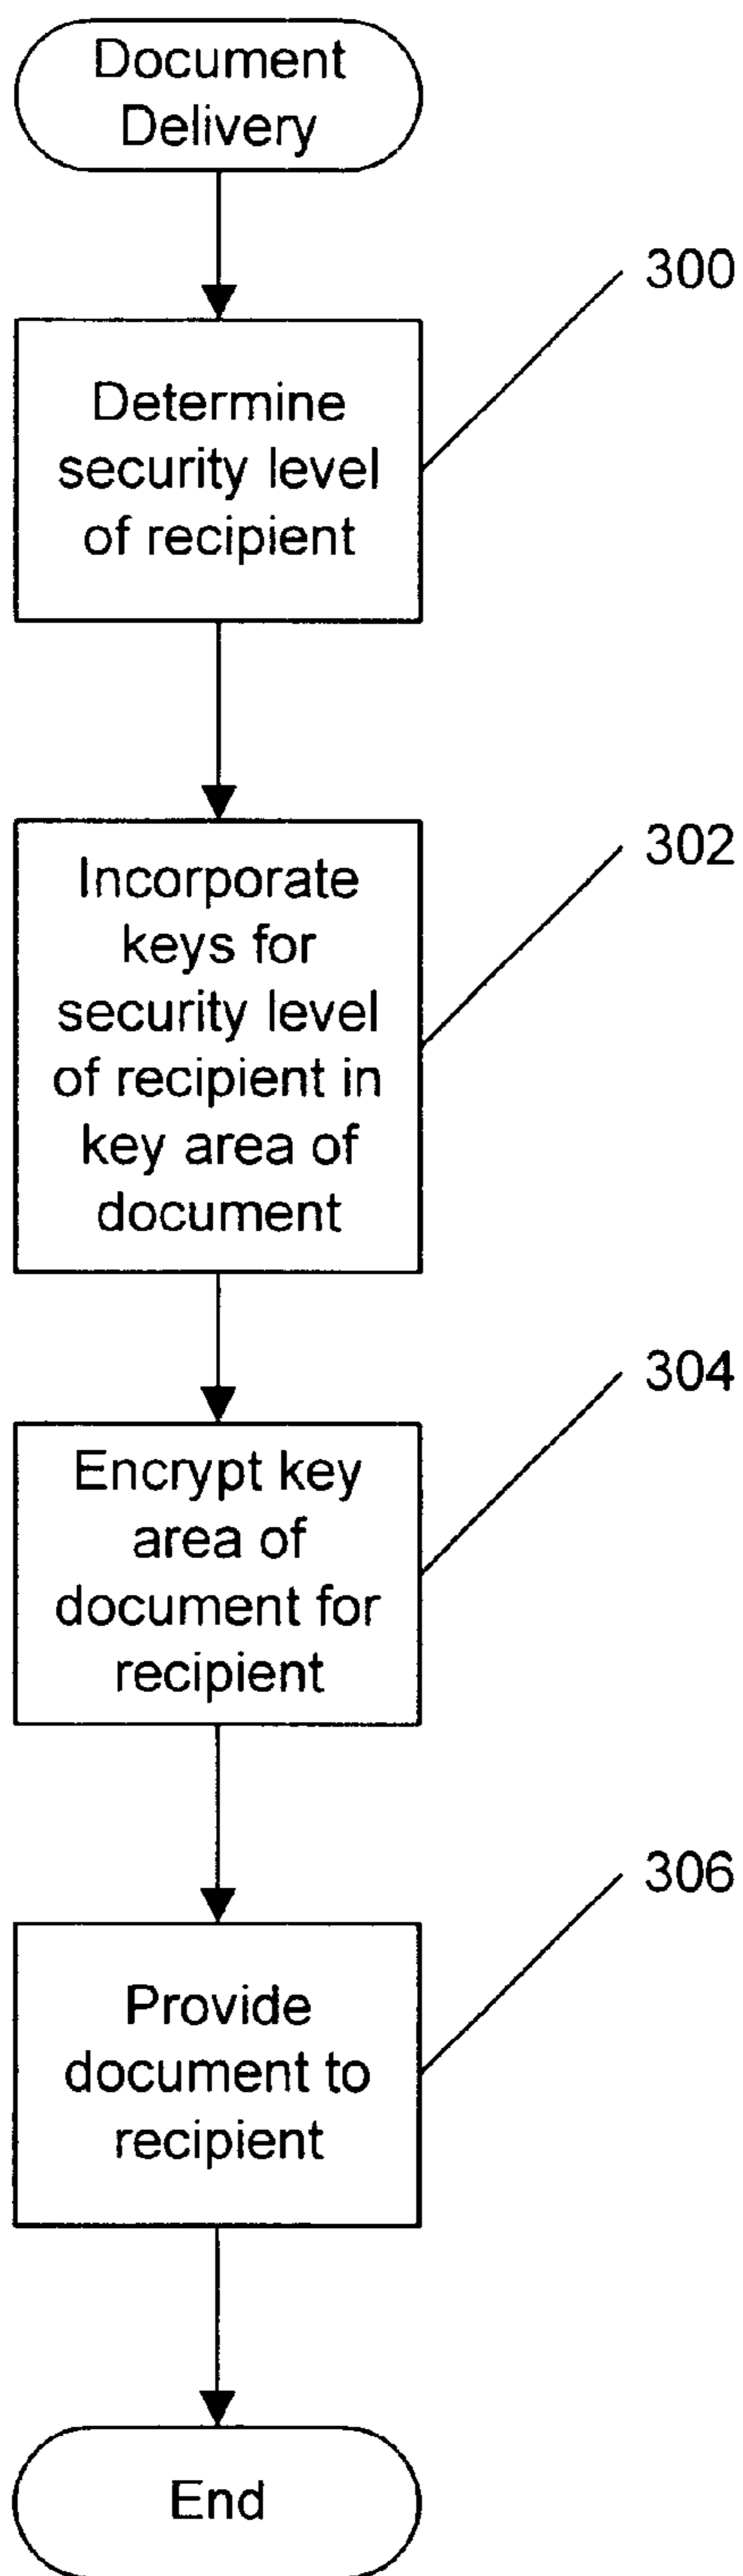 Document
Delivery
300
Determine
security level
of recipient
302
Incorporate
keys for
security level
of recipient in
key area of
document
304
Encrypt key
area of
document for
recipient
306
Provide
document to
recipient
End